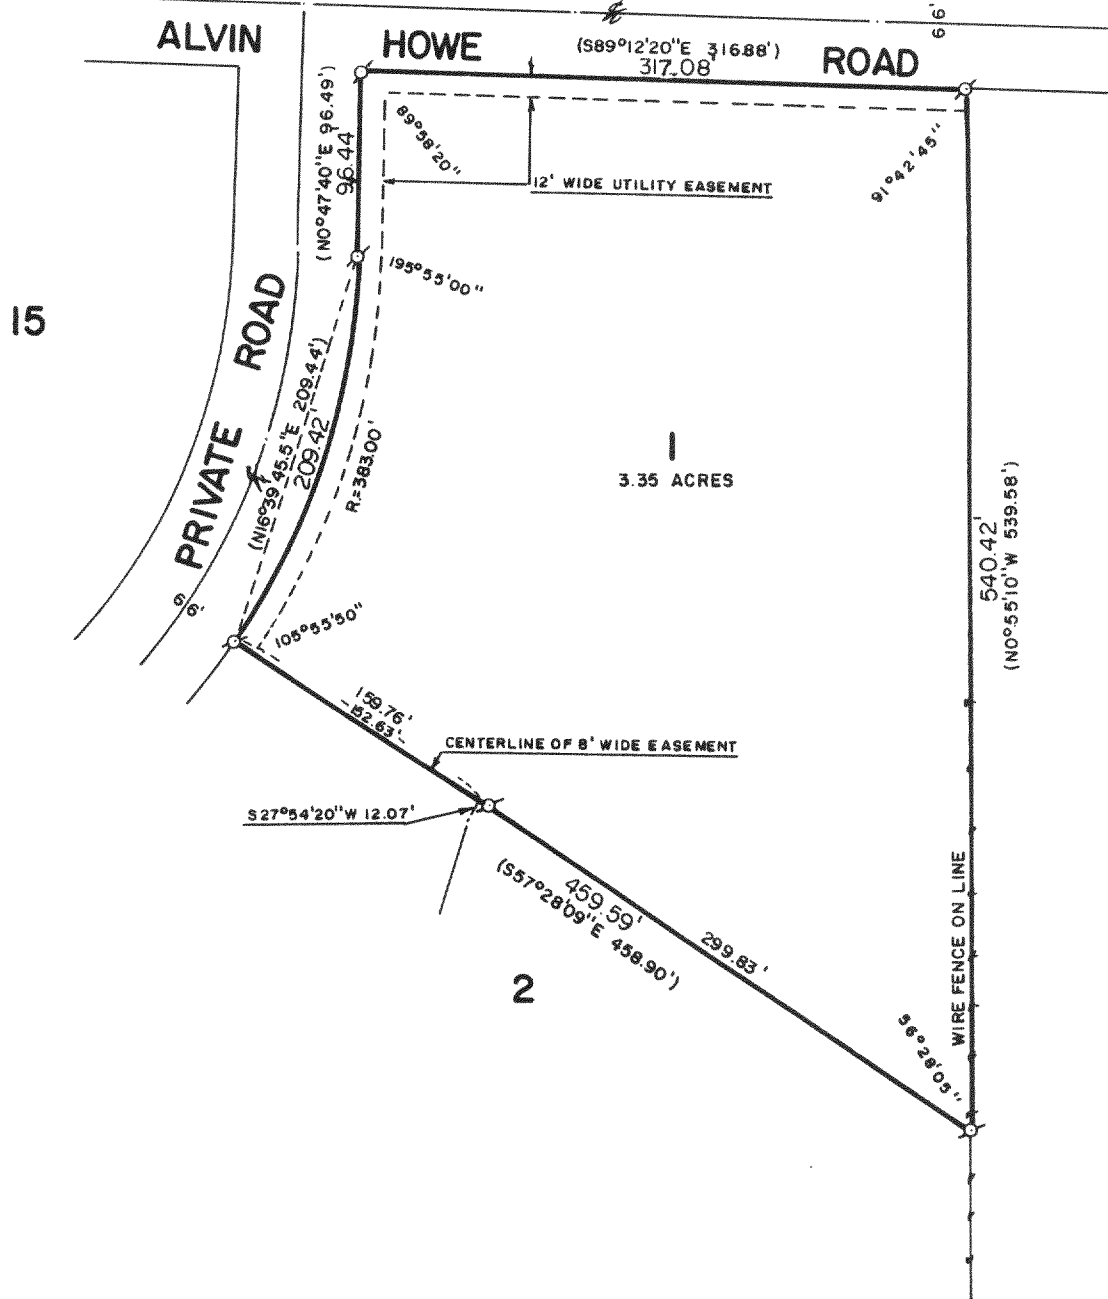 66'
ALVIN HOWE ROAD
(S89°12'20"E 316.88')
317.08'
(N0°47'40"E 96.49')
96.44'
89°58'20"
91°42'45"
12' WIDE UTILITY EASEMENT
195°55'00"
15
PRIVATE ROAD
(N16°39'45.5"E 209.44')
209.42'
R.=383.00'
1
3.35 ACRES
540.42'
(N0°55'10"W 539.58')
66'
105°55'50"
159.76'
152.63'
CENTERLINE OF 8' WIDE EASEMENT
S27°54'20"W 12.07'
459.59'
(S57°28'09"E 458.90')
299.83'
WIRE FENCE ON LINE
2
56°28'05"